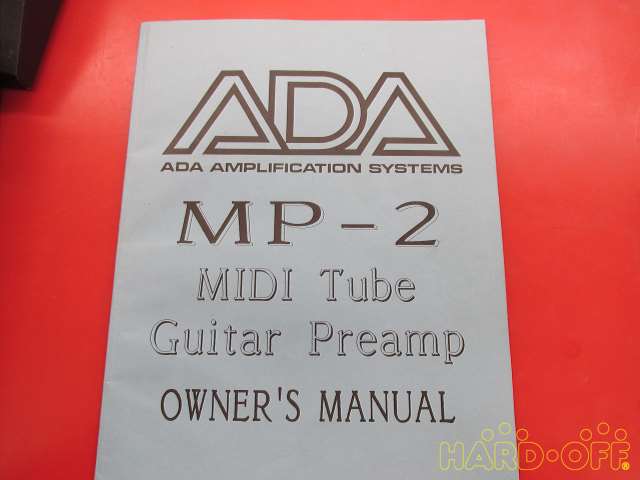 ADA
ADA AMPLIFICATION SYSTEMS
MP-2
MIDI Tube
Guitar Preamp
OWNER'S MANUAL
HARD-OFF®